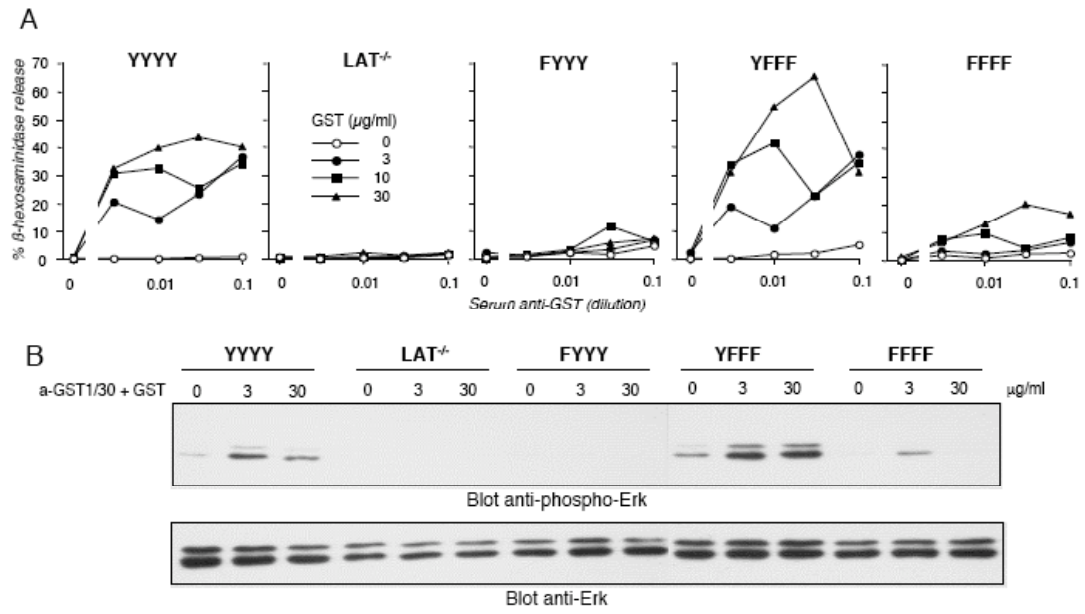 A
YYYY LAT-/- FYYY YFFF FFFF
% ß-hexosaminidase release
70
60
50
40
30
20
10
0
GST (µg/ml)
0
3
10
30
0 0.01 0.1 0 0.01 0.1 0 0.01 0.1 0 0.01 0.1 0 0.01 0.1
Serum anti-GST (dilution)
B
YYYY LAT-/- FYYY YFFF FFFF
a-GST1/30 + GST 0 3 30 0 3 30 0 3 30 0 3 30 0 3 30 µg/ml
Blot anti-phospho-Erk
Blot anti-Erk